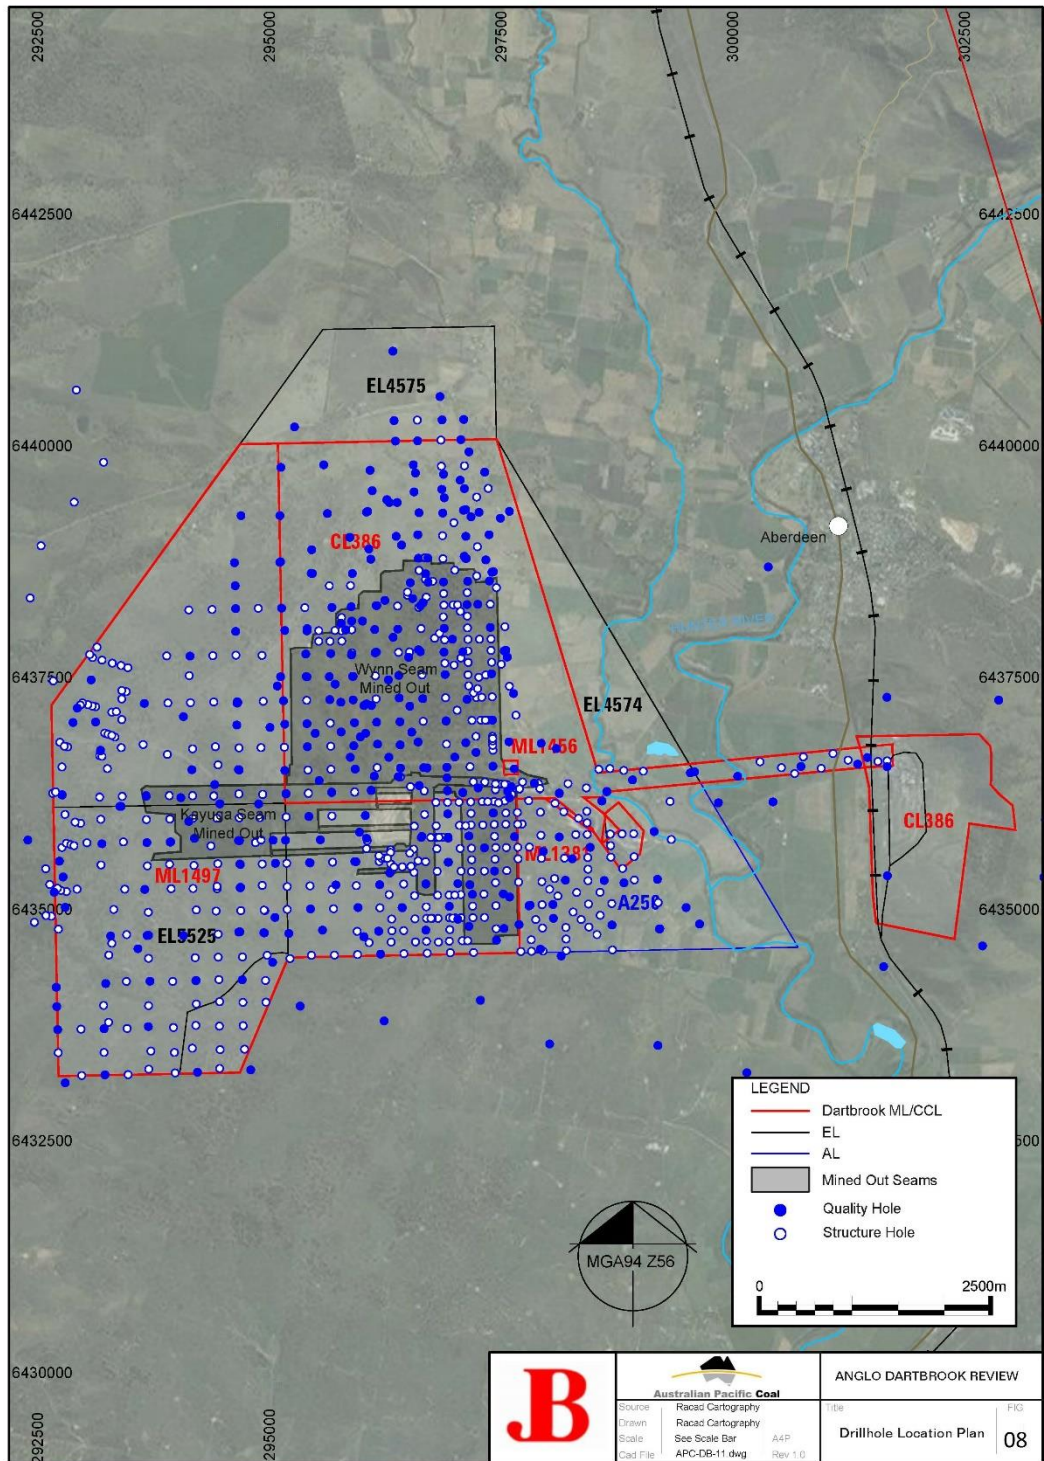 292500
295000
297500
300000
302500
6442500
6442500
EL4575
6440000
6440000
CL386
Aberdeen
Wynn Seam
Mined Out
6437500
6437500
EL4574
ML1456
Kayuga Seam
Mined Out
CL386
ML1381
ML1497
A256
6435000
6435000
EL5525
LEGEND
Dartbrook ML/CCL
EL
AL
Mined Out Seams
Quality Hole
Structure Hole
0 2500m
6432500
MGA94 Z56
6430000
292500
295000
JB
Australian Pacific Coal
Source Racad Cartography
Drawn Racad Cartography
Scale See Scale Bar A4P
Cad File APC-DB-11.dwg Rev 1.0
ANGLO DARTBROOK REVIEW
Title
Drillhole Location Plan
FIG
08